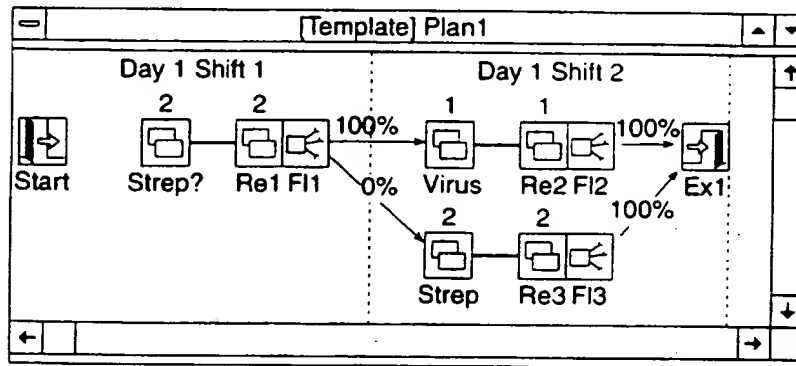 [Template] Plan1
Day 1 Shift 1 Day 1 Shift 2
2 2 1 1
100% 100%
Start Strep? Re1 Fl1 Virus Re2 Fl2 Ex1
0% 100%
2 2
Strep Re3 Fl3